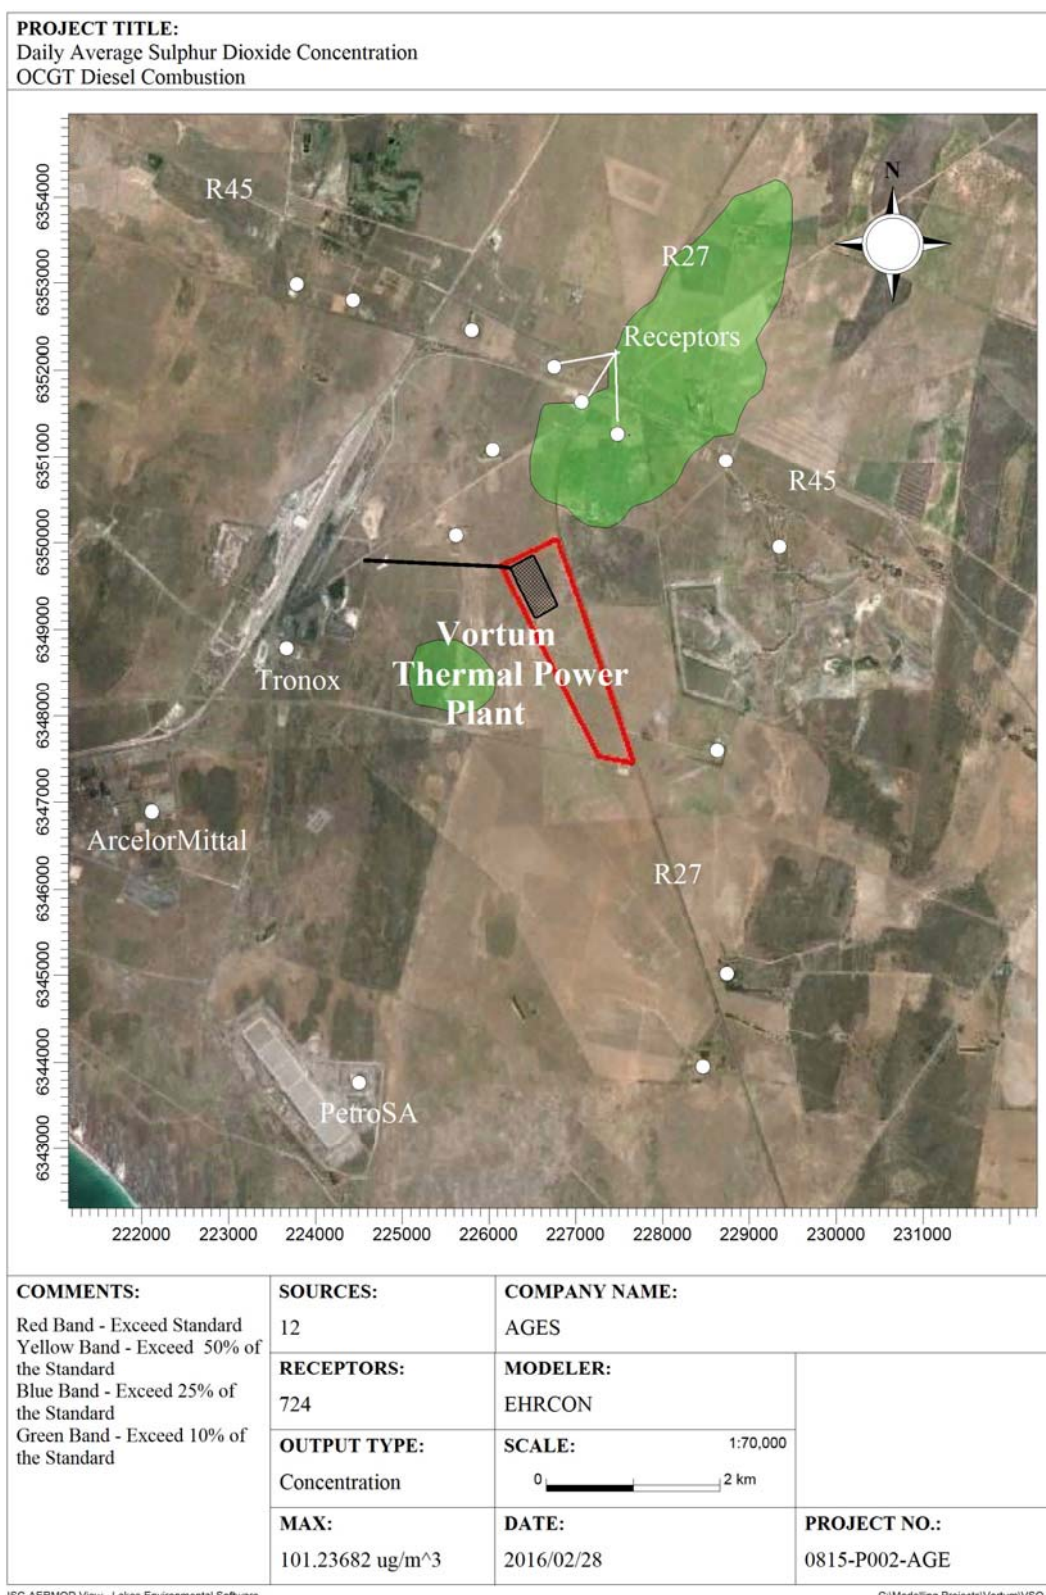 PROJECT TITLE:
Daily Average Sulphur Dioxide Concentration
OCGT Diesel Combustion
N
R45
R27
Receptors
R45
Vortum
Thermal Power
Plant
Tronox
ArcelorMittal
R27
PetroSA
6354000
6353000
6352000
6351000
6350000
6349000
6348000
6347000
6346000
6345000
6344000
6343000
222000 223000 224000 225000 226000 227000 228000 229000 230000 231000
COMMENTS:
Red Band - Exceed Standard
Yellow Band - Exceed 50% of
the Standard
Blue Band - Exceed 25% of
the Standard
Green Band - Exceed 10% of
the Standard
SOURCES:
12
COMPANY NAME:
AGES
RECEPTORS:
724
MODELER:
EHRCON
OUTPUT TYPE:
Concentration
SCALE:
1:70,000
0 2 km
MAX:
101.23682 ug/m^3
DATE:
2016/02/28
PROJECT NO.:
0815-P002-AGE